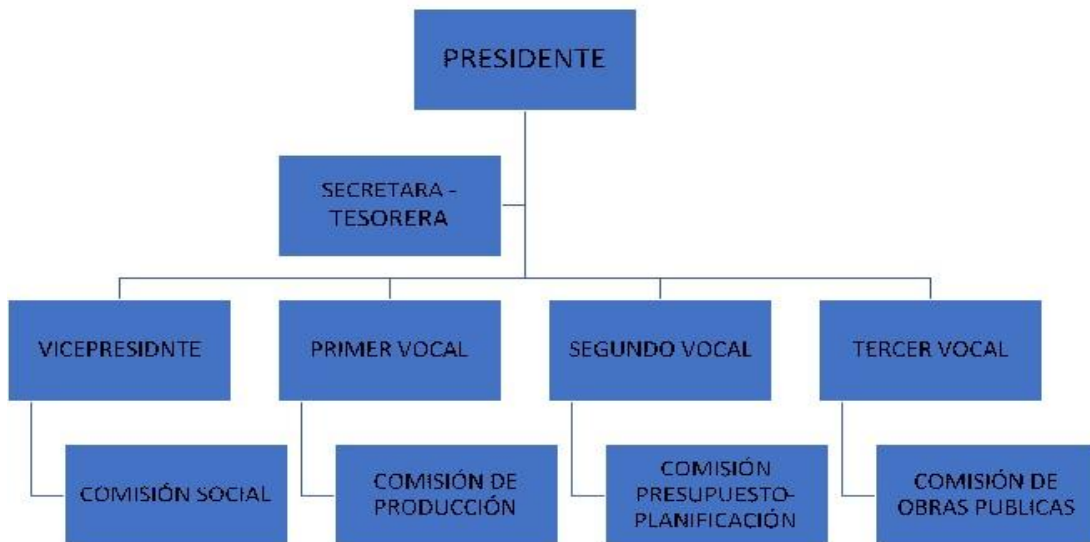 PRESIDENTE
SECRETARA -
TESORERA
VICEPRESIDNTE
PRIMER VOCAL
SEGUNDO VOCAL
TERCER VOCAL
COMISIÓN SOCIAL
COMISIÓN DE
PRODUCCIÓN
COMISIÓN
PRESUPUESTO-
PLANIFICACIÓN
COMISIÓN DE
OBRAS PUBLICAS